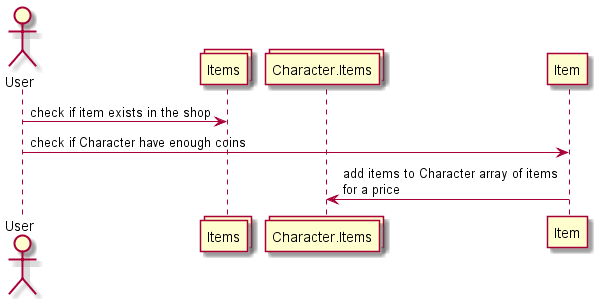 User
Items
Character.Items
Item
check if item exists in the shop
check if Character have enough coins
add items to Character array of items
for a price
User
Items
Character.Items
Item